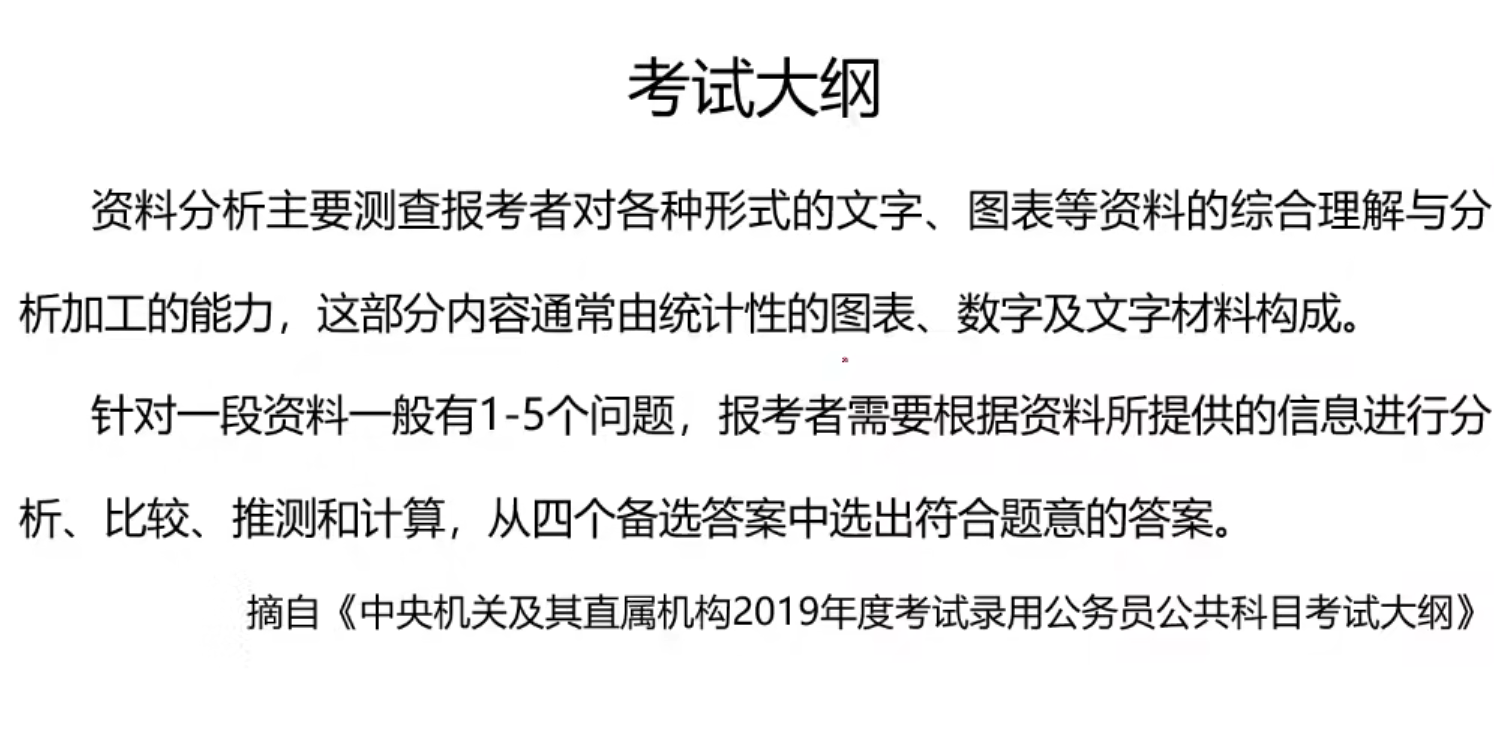 考试大纲
资料分析主要测查报考者对各种形式的文字、图表等资料的综合理解与分
析加工的能力，这部分内容通常由统计性的图表、数字及文字材料构成。
针对一段资料一般有1-5个问题，报考者需要根据资料所提供的信息进行分
析、比较、推测和计算，从四个备选答案中选出符合题意的答案。
摘自《中央机关及其直属机构2019年度考试录用公务员公共科目考试大纲》